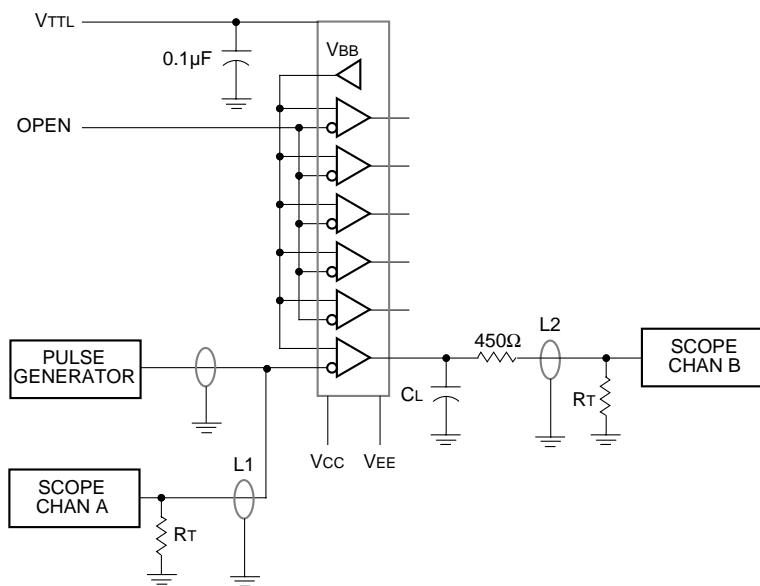 VTTL
0.1µF
VBB
OPEN
PULSE
GENERATOR
450Ω
L2
SCOPE
CHAN B
CL
RT
VCC
VEE
L1
SCOPE
CHAN A
RT